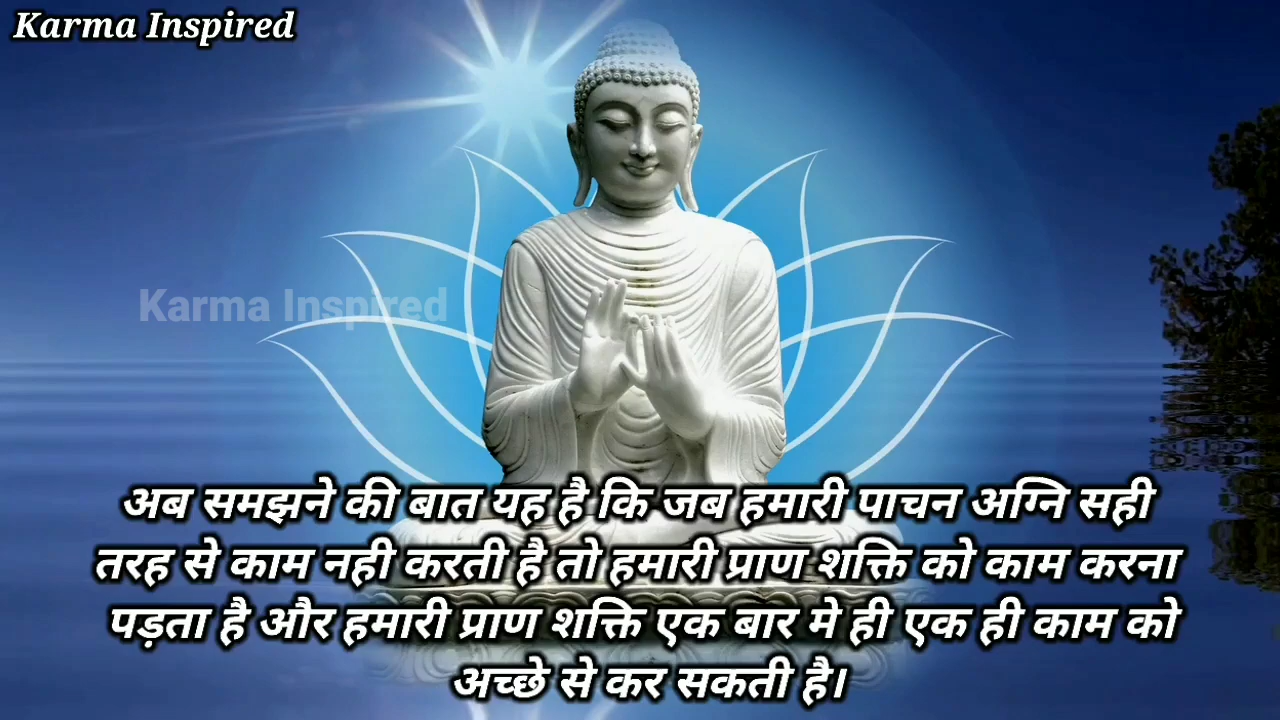 Karma Inspired
Karma Inspired
अब समझने की बात यह है कि जब हमारी पाचन अग्नि सही
तरह से काम नही करती है तो हमारी प्राण शक्ति को काम करना
पड़ता है और हमारी प्राण शक्ति एक बार मे ही एक ही काम को
अच्छे से कर सकती है।